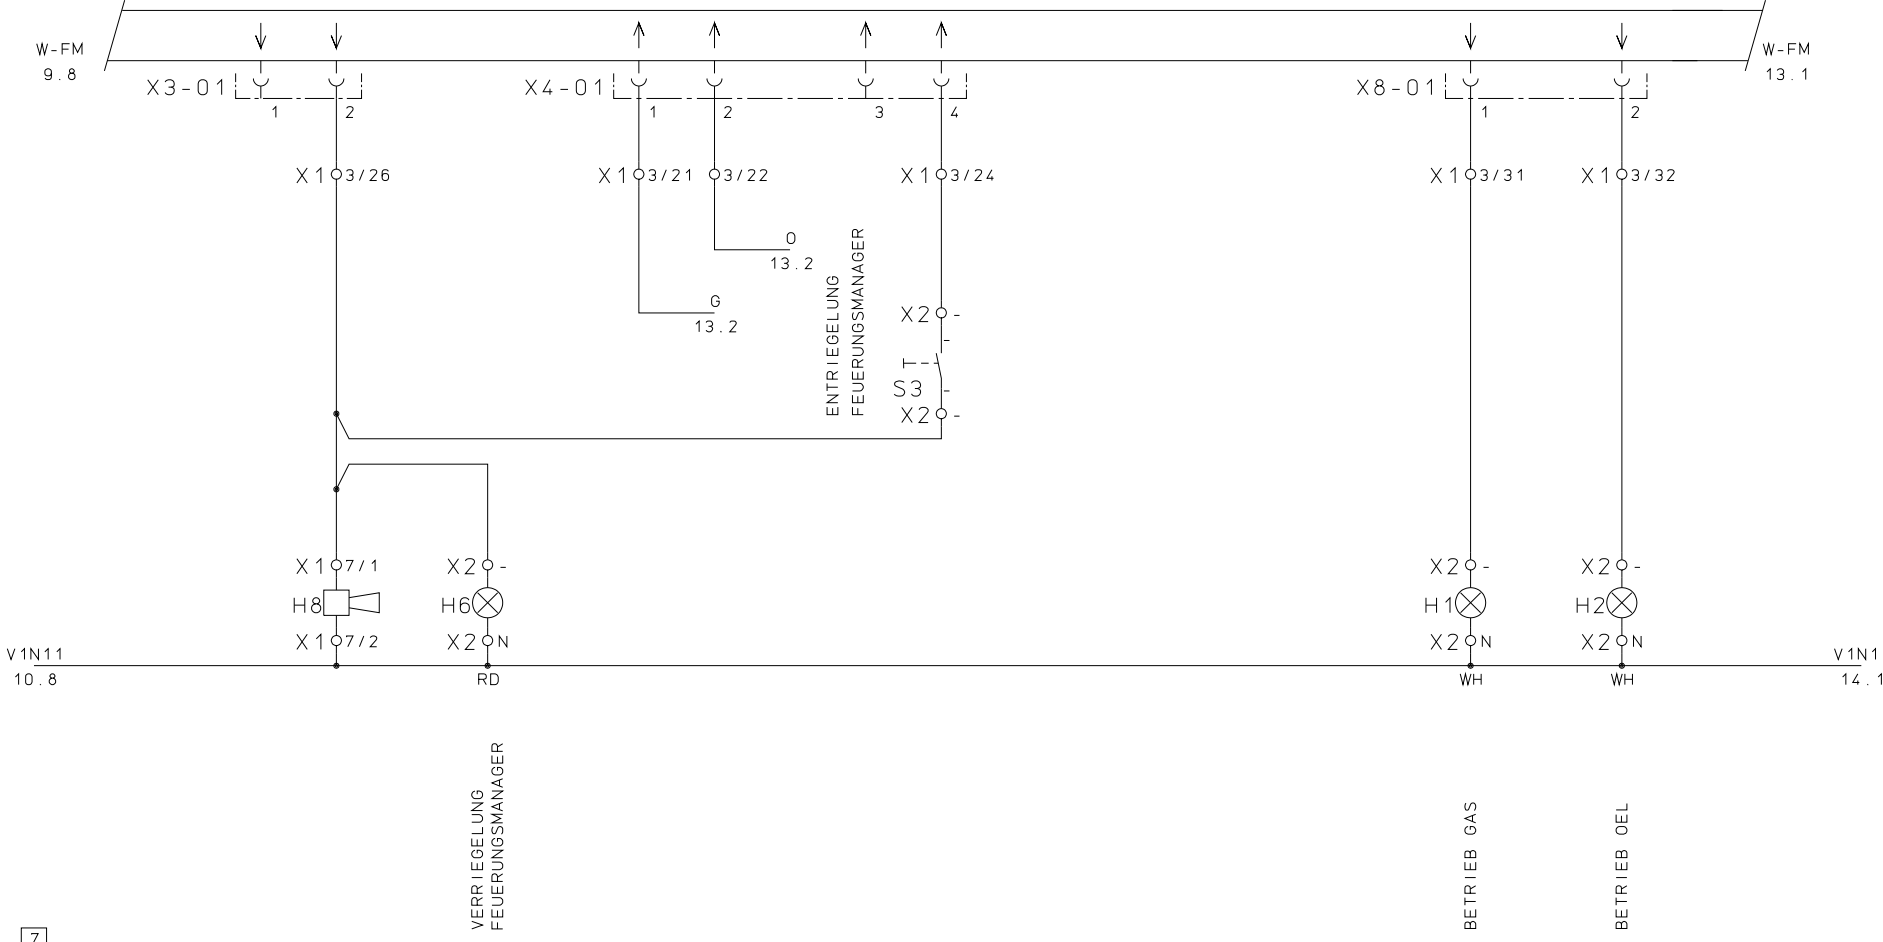 W-FM
9.8
W-FM
13.1
X3-01
1
2
X4-01
1
2
3
4
X8-01
1
2
X1 3/26
X1 3/21
3/22
X1 3/24
X1 3/31
X1 3/32
O
13.2
G
13.2
ENTRIEGELUNG
FEUERUNGSMANAGER
X2 -
-
S3 -
X2 -
X1 7/1
X2 -
X2 -
X2 -
H8
H6
H1
H2
X1 7/2
X2 N
X2 N
X2 N
V1N11
10.8
V1N1
14.1
RD
WH
WH
VERRIEGELUNG
FEUERUNGSMANAGER
BETRIEB GAS
BETRIEB OEL
7